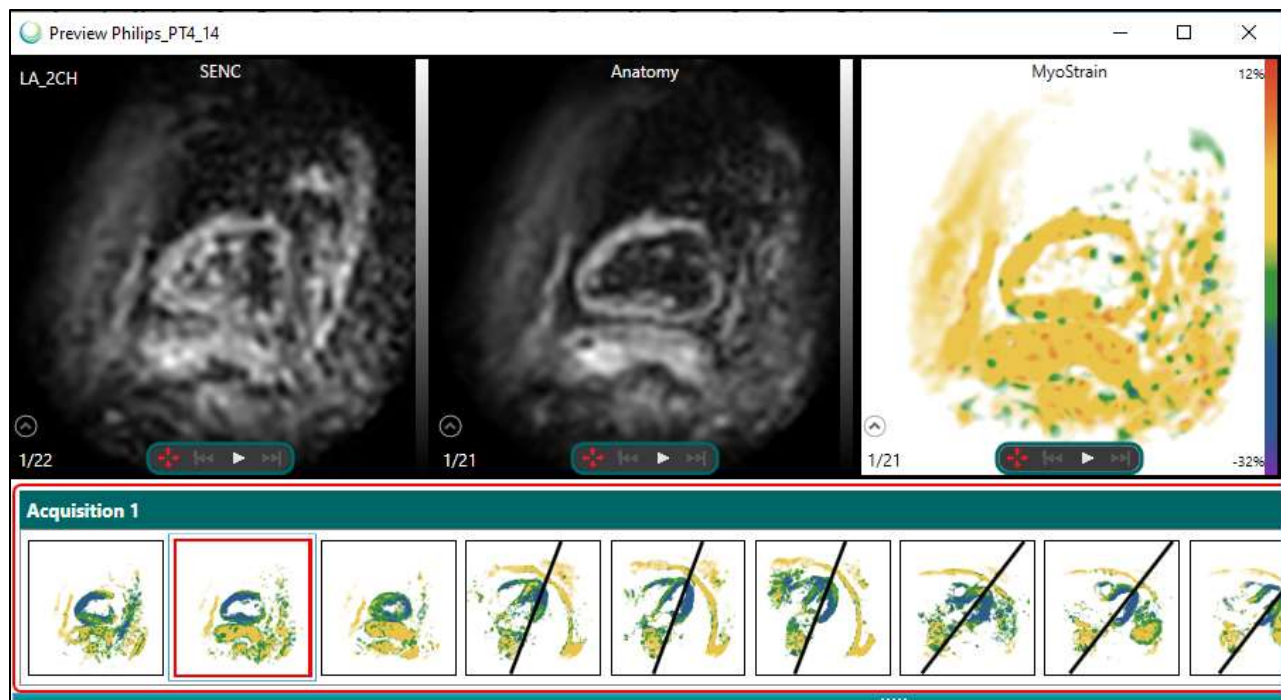 Preview Philips_PT4_14
LA_2CH
SENC
Anatomy
MyoStrain
12%
1/22
1/21
1/21
-32%
Acquisition 1